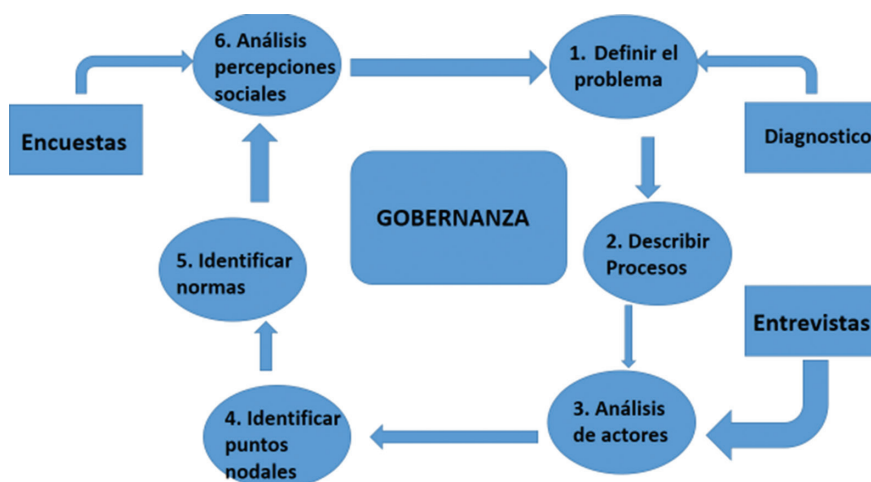 6. Análisis
percepciones
sociales
1. Definir el
problema
Encuestas
Diagnostico
GOBERNANZA
2. Describir
Procesos
5. Identificar
normas
Entrevistas
3. Análisis
de actores
4. Identificar
puntos
nodales